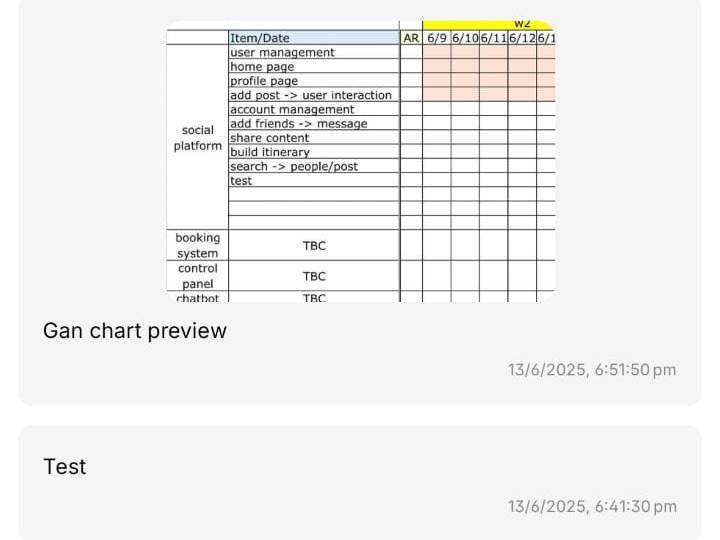 W2
Item/Date AR 6/9 6/10 6/11 6/12 6/1
user management
home page
profile page
add post -> user interaction
account management
add friends -> message
social platform
share content
build itinerary
search -> people/post
test
booking system TBC
control panel TBC
chatbot TBC
Gan chart preview
13/6/2025, 6:51:50 pm
Test
13/6/2025, 6:41:30 pm